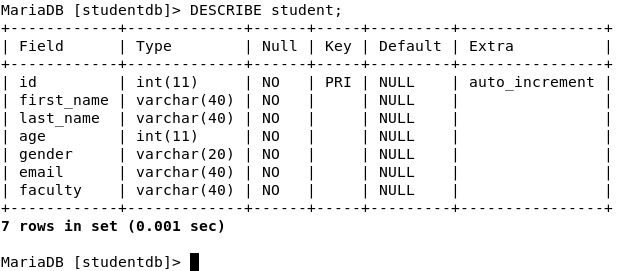 MariaDB [studentdb]> DESCRIBE student;
+------------+-------------+------+-----+---------+----------------+
| Field      | Type        | Null | Key | Default | Extra          |
+------------+-------------+------+-----+---------+----------------+
| id         | int(11)     | NO   | PRI | NULL    | auto_increment |
| first_name | varchar(40) | NO   |     | NULL    |                |
| last_name  | varchar(40) | NO   |     | NULL    |                |
| age        | int(11)     | NO   |     | NULL    |                |
| gender     | varchar(20) | NO   |     | NULL    |                |
| email      | varchar(40) | NO   |     | NULL    |                |
| faculty    | varchar(40) | NO   |     | NULL    |                |
+------------+-------------+------+-----+---------+----------------+
7 rows in set (0.001 sec)
MariaDB [studentdb]>